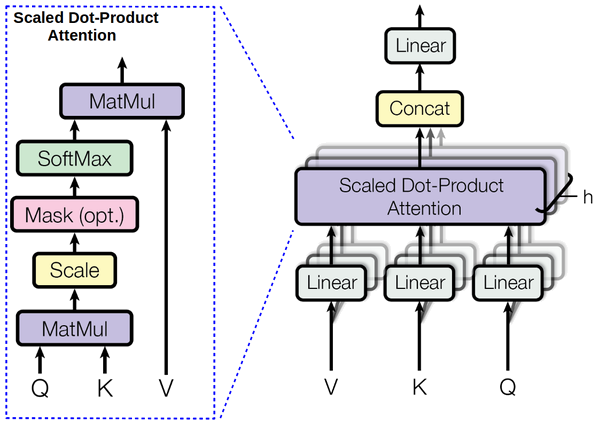 Scaled Dot-Product
Attention
MatMul
SoftMax
Mask (opt.)
Scale
MatMul
Q
K
V
Linear
Concat
Scaled Dot-Product
Attention
h
Linear
Linear
Linear
V
K
Q